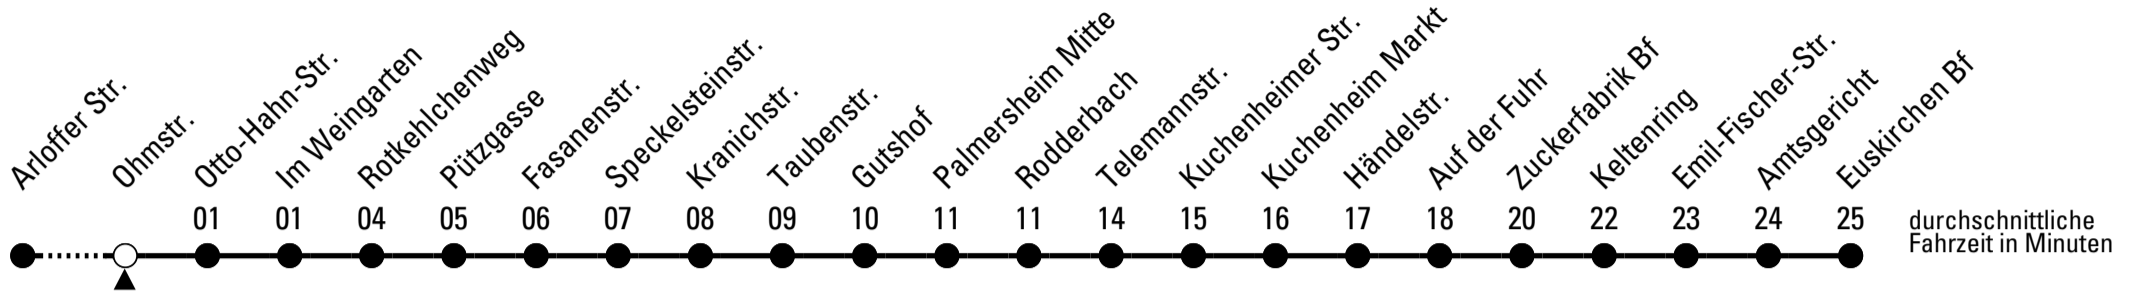 Arloffer Str.
Ohmstr.
Otto-Hahn-Str.
Im Weingarten
Rotkehlchenweg
Pützgasse
Fasanenstr.
Speckelsteinstr.
Kranichstr.
Taubenstr.
Gutshof
Palmersheim Mitte
Rodderbach
Telemannstr.
Kuchenheimer Str.
Kuchenheim Markt
Händelstr.
Auf der Fuhr
Zuckerfabrik Bf
Keltenring
Emil-Fischer-Str.
Amtsgericht
Euskirchen Bf
01 01 04 05 06 07 08 09 10 11 11 14 15 16 17 18 20 22 23 24 25
durchschnittliche
Fahrzeit in Minuten